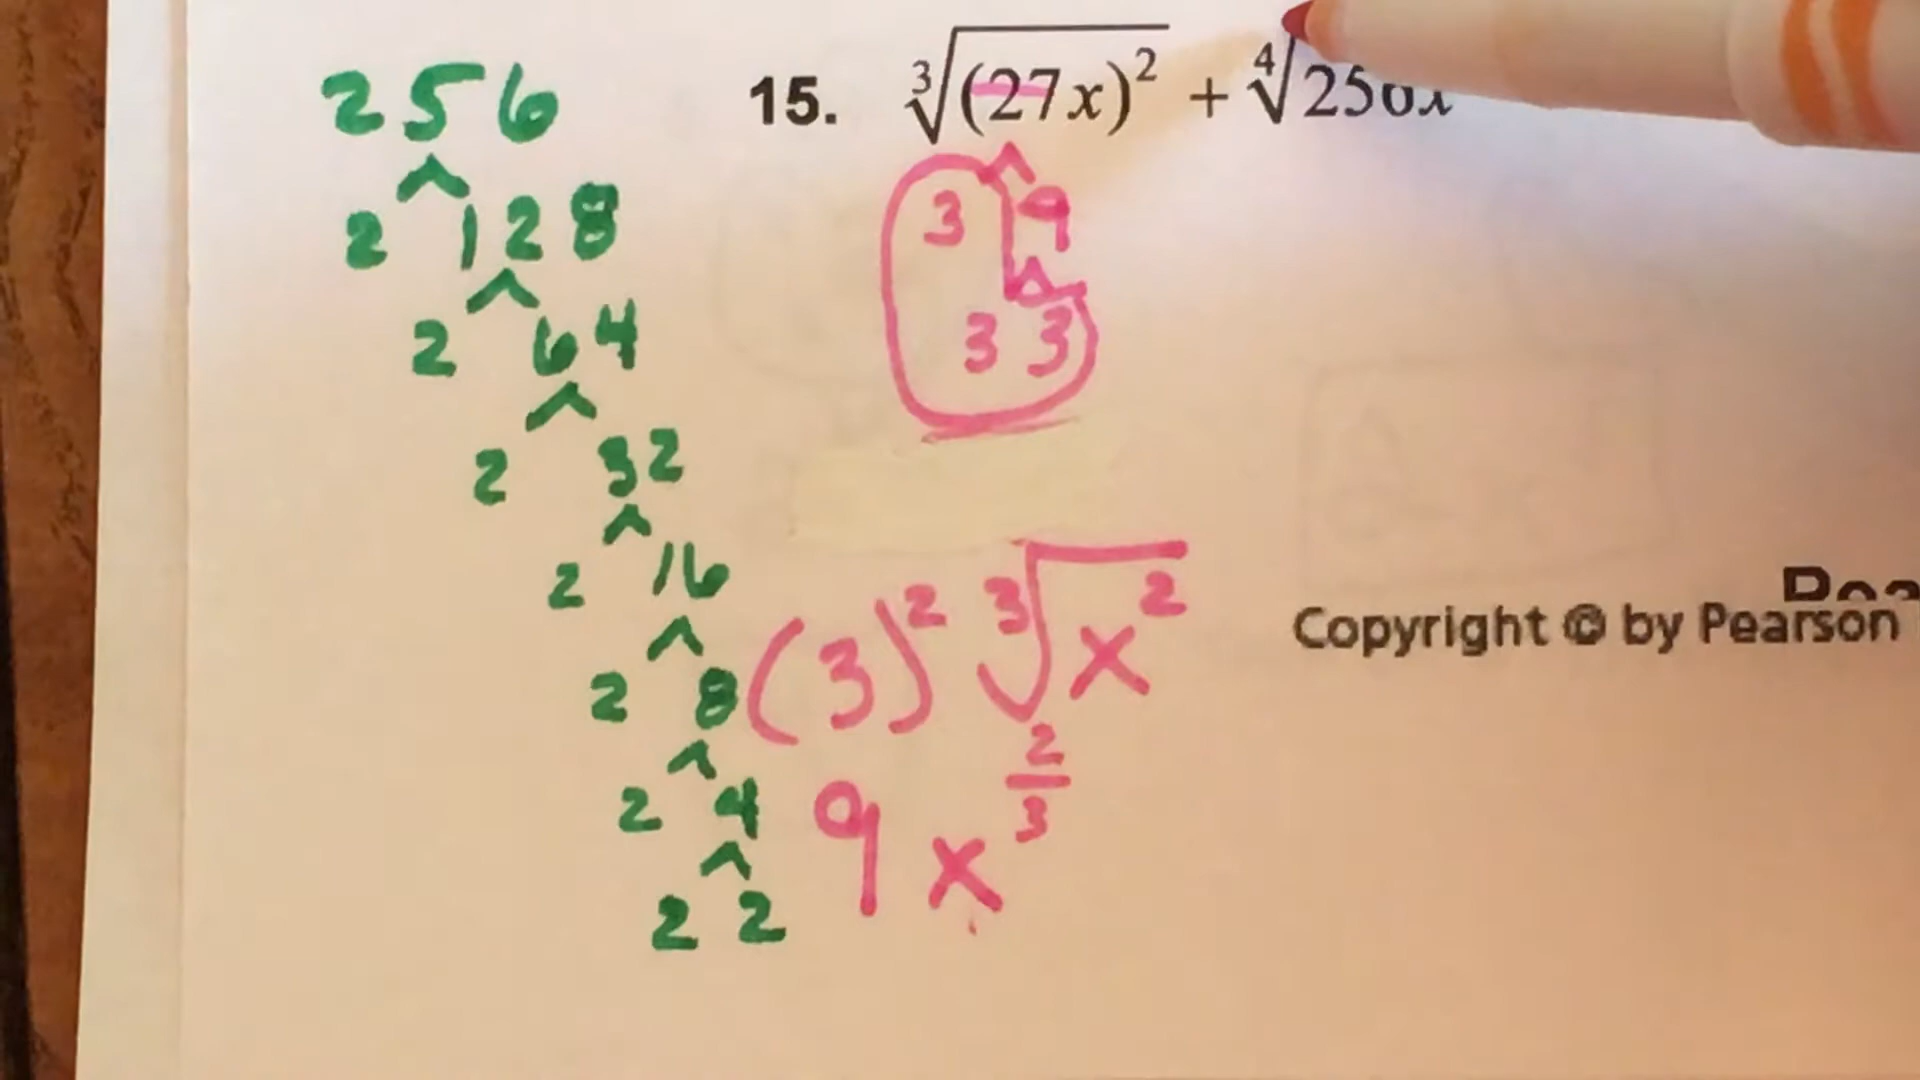 15. ∛(27x)² + ∜256x
256
2 128
2 64
2 32
2 16
2 8
2 4
2 2
3 9
3 3
(3)² ∛x²
9x^(2/3)
Copyright © by Pearson